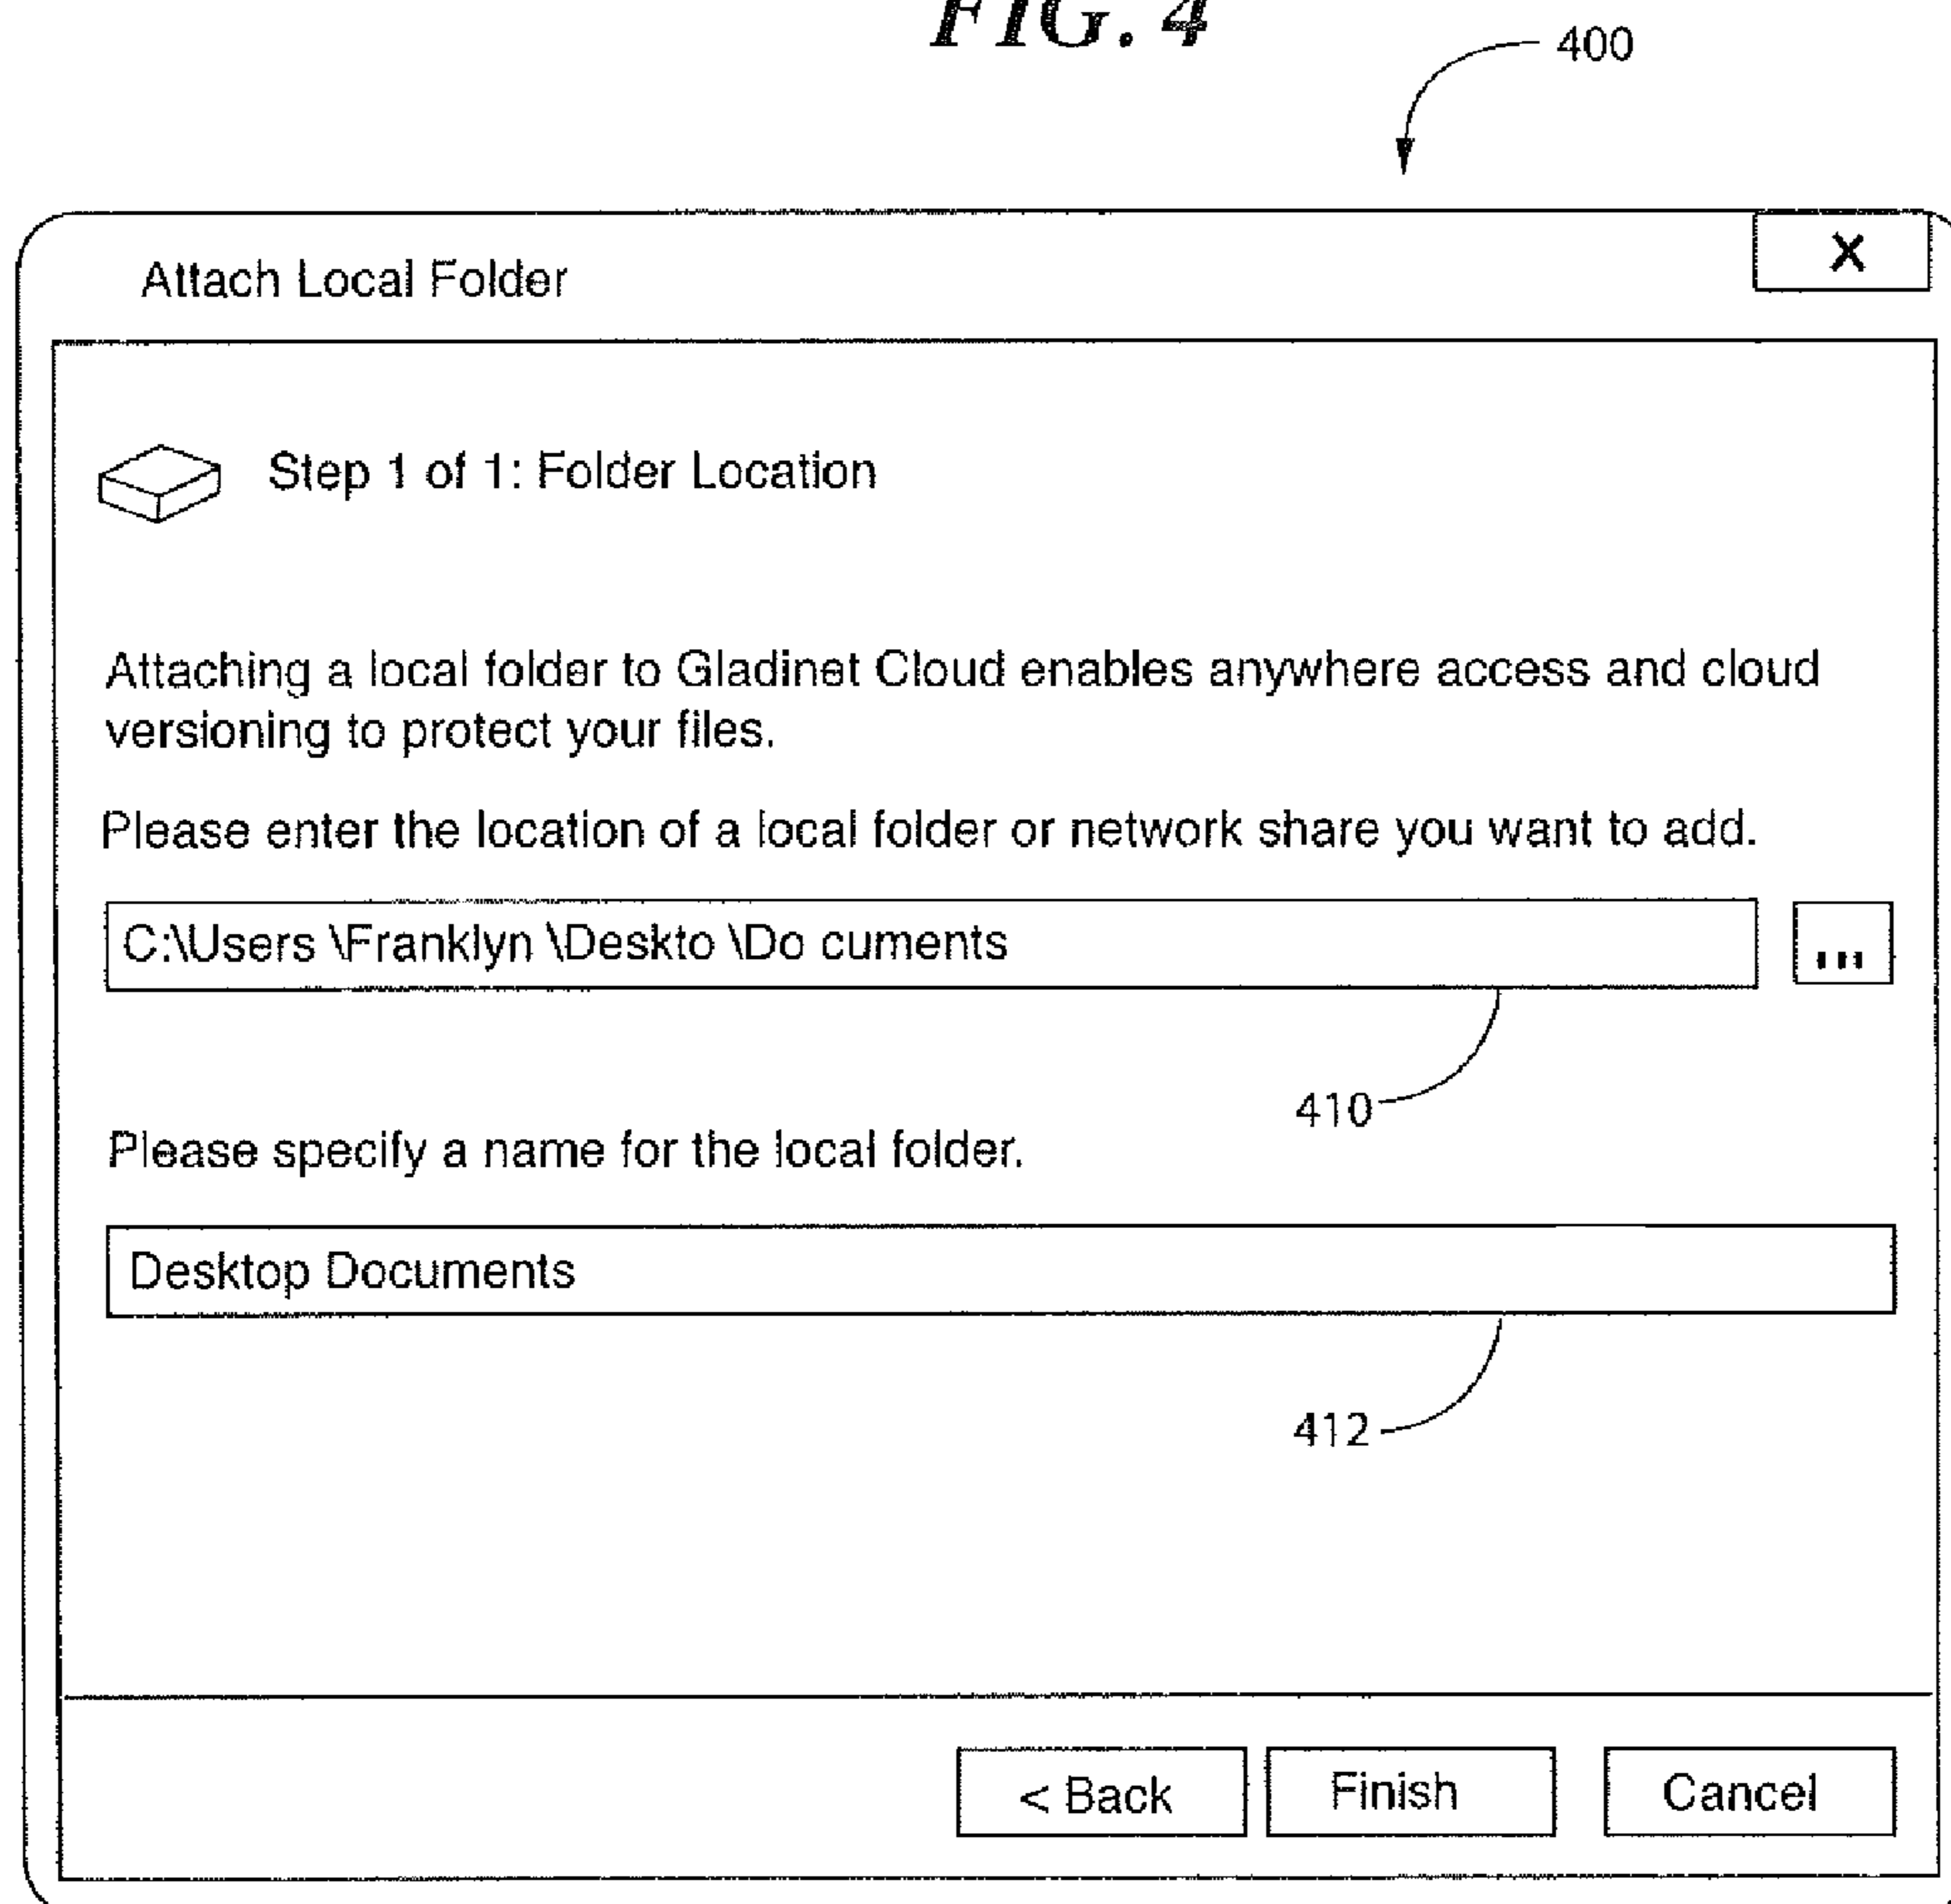 FIG. 4
400
Attach Local Folder
X
Step 1 of 1: Folder Location
Attaching a local folder to Gladinet Cloud enables anywhere access and cloud
versioning to protect your files.
Please enter the location of a local folder or network share you want to add.
C:\Users \Franklyn \Deskto \Do cuments
...
410
Please specify a name for the local folder.
Desktop Documents
412
< Back
Finish
Cancel